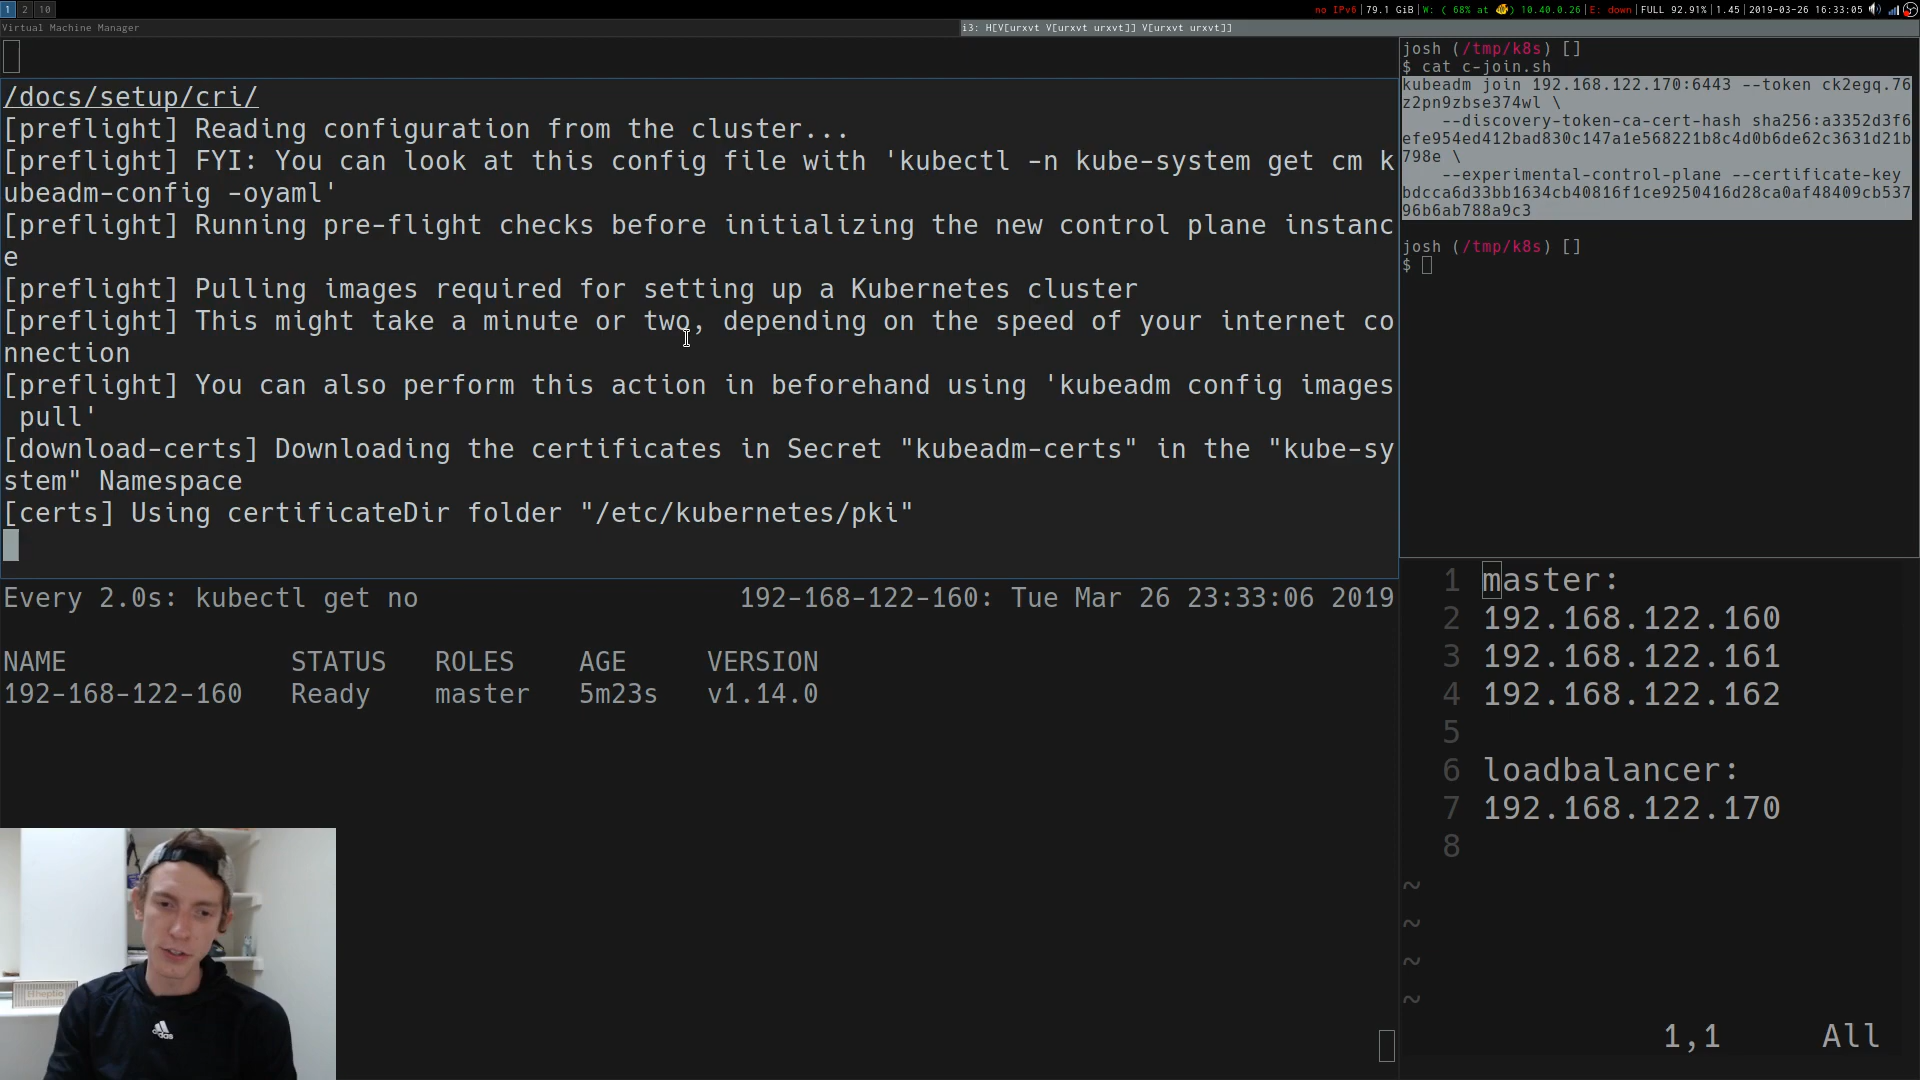 1 2 10
no IPv6|79.1 GiB|W: ( 68% at 🐠) 10.40.0.26|E: down|FULL 92.91%|1.45|2019-03-26 16:33:05
Virtual Machine Manager
i3: H[V[urxvt V[urxvt urxvt]] V[urxvt urxvt]]
/docs/setup/cri/
[preflight] Reading configuration from the cluster...
[preflight] FYI: You can look at this config file with 'kubectl -n kube-system get cm k
ubeadm-config -oyaml'
[preflight] Running pre-flight checks before initializing the new control plane instanc
e
[preflight] Pulling images required for setting up a Kubernetes cluster
[preflight] This might take a minute or two, depending on the speed of your internet co
nnection
[preflight] You can also perform this action in beforehand using 'kubeadm config images
 pull'
[download-certs] Downloading the certificates in Secret "kubeadm-certs" in the "kube-sy
stem" Namespace
[certs] Using certificateDir folder "/etc/kubernetes/pki"
Every 2.0s: kubectl get no 192-168-122-160: Tue Mar 26 23:33:06 2019
NAME STATUS ROLES AGE VERSION
192-168-122-160 Ready master 5m23s v1.14.0
josh (/tmp/k8s) []
$ cat c-join.sh
kubeadm join 192.168.122.170:6443 --token ck2egq.76
z2pn9zbse374wl \
--discovery-token-ca-cert-hash sha256:a3352d3f6
efe954ed412bad830c147a1e568221b8c4d0b6de62c3631d21b
798e \
--experimental-control-plane --certificate-key
bdcca6d33bb1634cb40816f1ce9250416d28ca0af48409cb537
96b6ab788a9c3
josh (/tmp/k8s) []
$
1 master:
2 192.168.122.160
3 192.168.122.161
4 192.168.122.162
5
6 loadbalancer:
7 192.168.122.170
8
~
~
~
~
1,1 All
Heptio
adidas